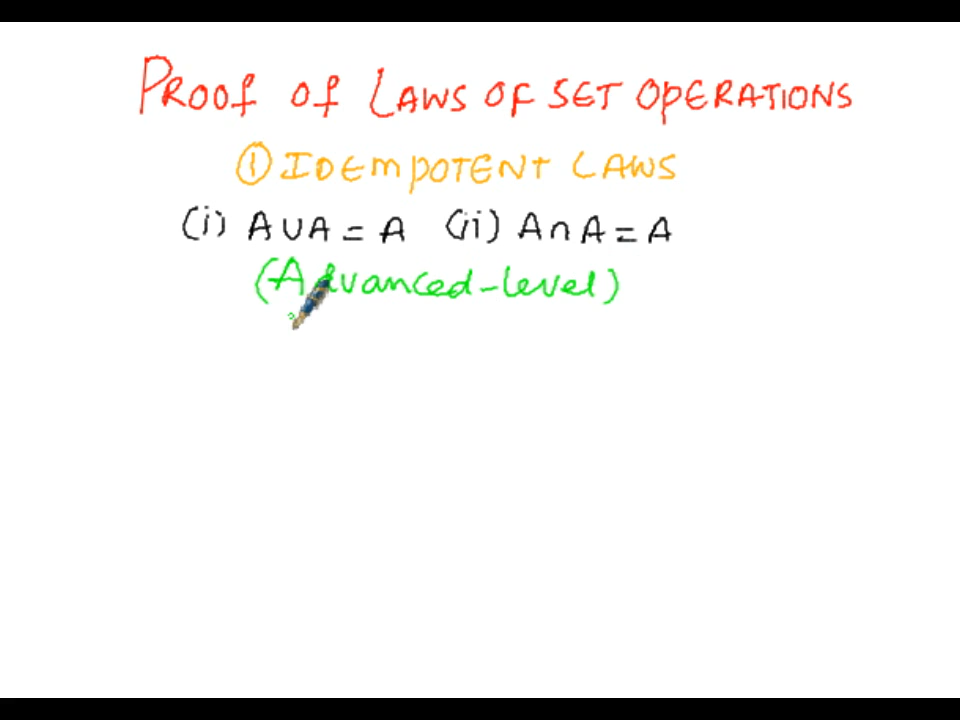 PROOF OF LAWS OF SET OPERATIONS
① IDEMPOTENT LAWS
(i) A∪A = A (ii) A∩A = A
(Advanced-level)